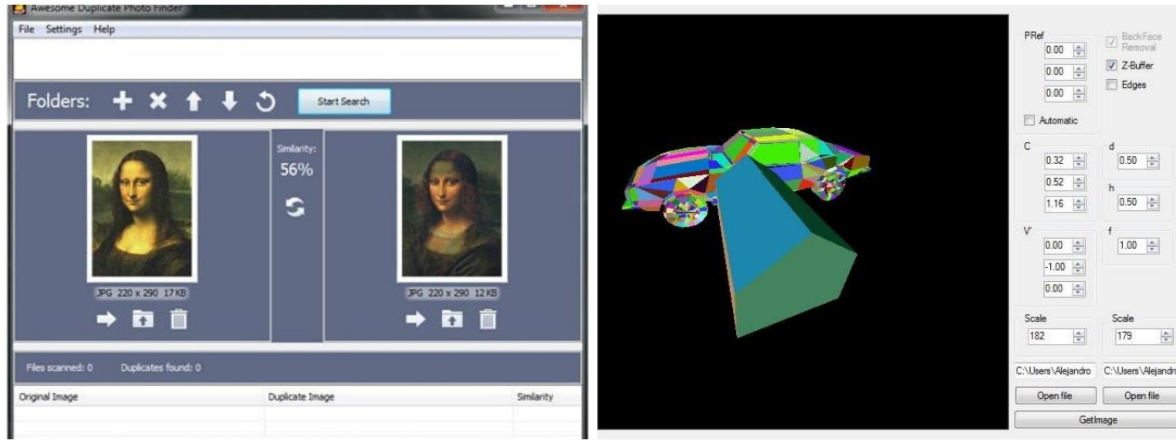 Awesome Duplicate Photo Finder
File Settings Help
Folders:
Start Search
Similarity:
56%
JPG 220 x 290 17 KB
JPG 220 x 290 12 KB
Files scanned: 0 Duplicates found: 0
Original Image Duplicate Image Similarity
PRef
0.00
0.00
0.00
Automatic
BackFace
Removal
Z-Buffer
Edges
C
0.32
0.52
1.16
d
0.50
h
0.50
V'
0.00
-1.00
0.00
f
1.00
Scale
182
Scale
179
C:\Users\Alejandro C:\Users\Alejandro
Open file Open file
GetImage